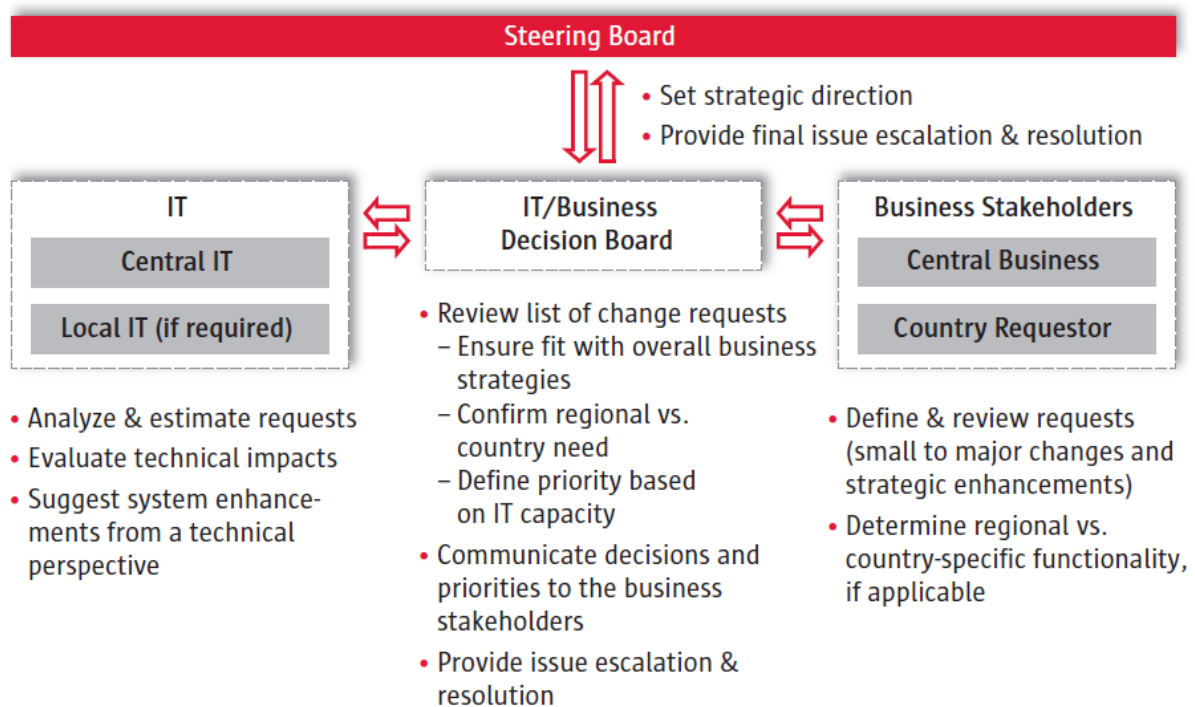 Steering Board
• Set strategic direction
• Provide final issue escalation & resolution
IT
Central IT
Local IT (if required)
• Analyze & estimate requests
• Evaluate technical impacts
• Suggest system enhance-
ments from a technical
perspective
IT/Business
Decision Board
• Review list of change requests
– Ensure fit with overall business
strategies
– Confirm regional vs.
country need
– Define priority based
on IT capacity
• Communicate decisions and
priorities to the business
stakeholders
• Provide issue escalation &
resolution
Business Stakeholders
Central Business
Country Requestor
• Define & review requests
(small to major changes and
strategic enhancements)
• Determine regional vs.
country-specific functionality,
if applicable